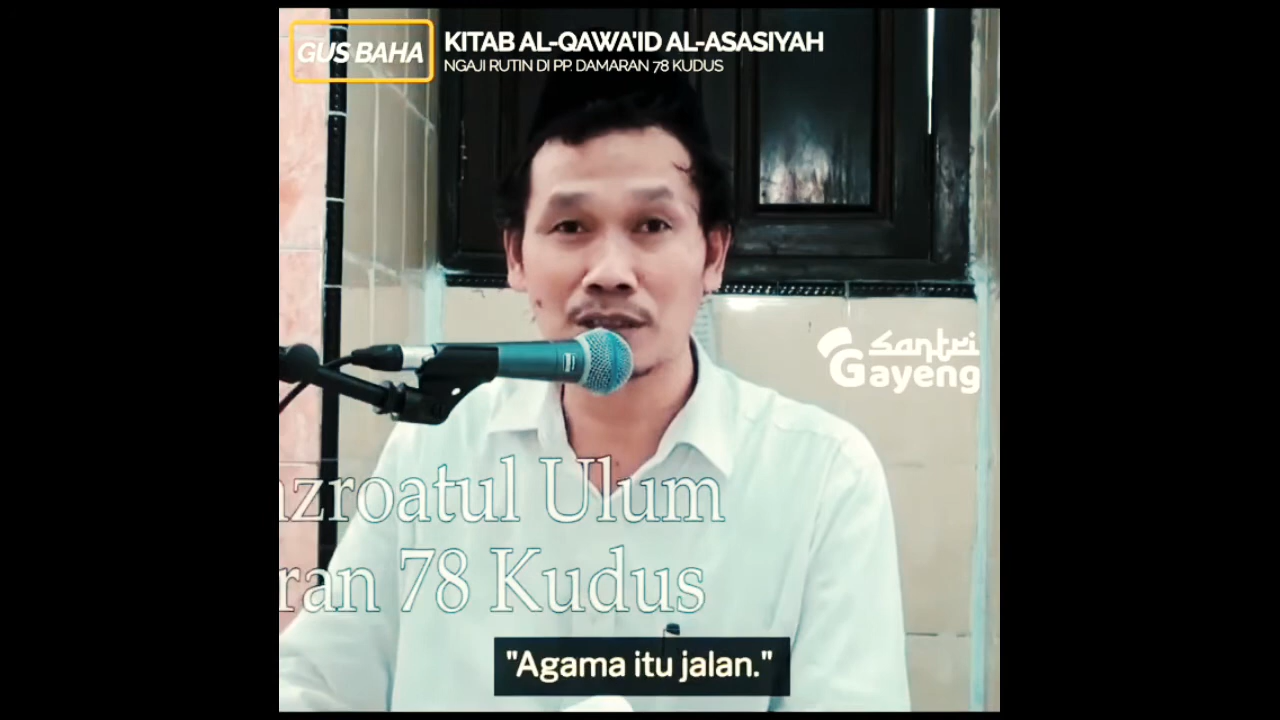 GUS BAHA
KITAB AL-QAWA'ID AL-ASASIYAH
NGAJI RUTIN DI PP. DAMARAN 78 KUDUS
Santri
Gayeng
Ulum
78 Kudus
"Agama itu jalan."